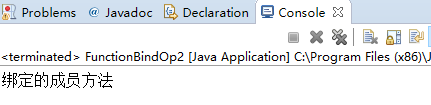 Problems @ Javadoc Declaration Console
<terminated> FunctionBindOp2 [Java Application] C:\Program Files (x86)\J
绑定的成员方法